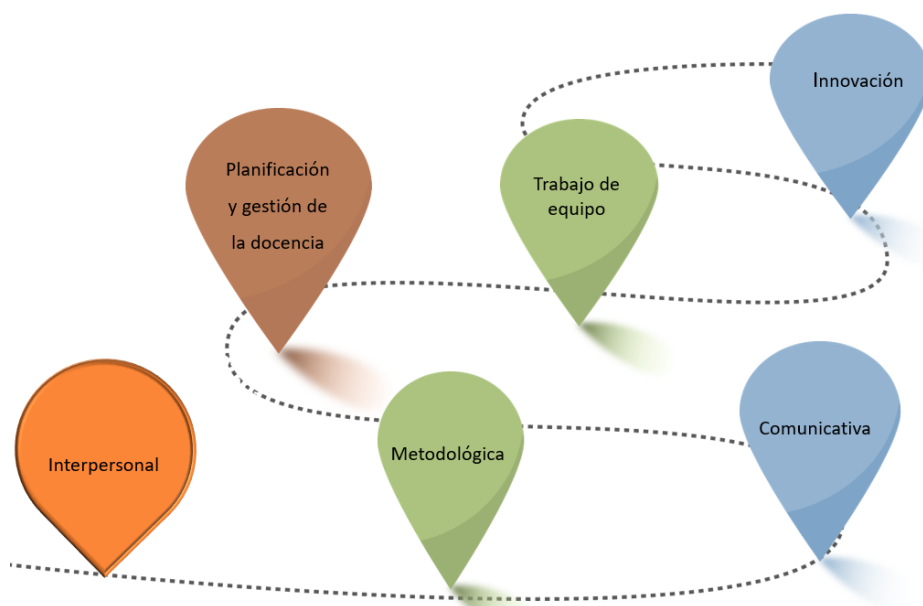 Innovación
Planificación
y gestión de
la docencia
Trabajo de
equipo
Interpersonal
Metodológica
Comunicativa